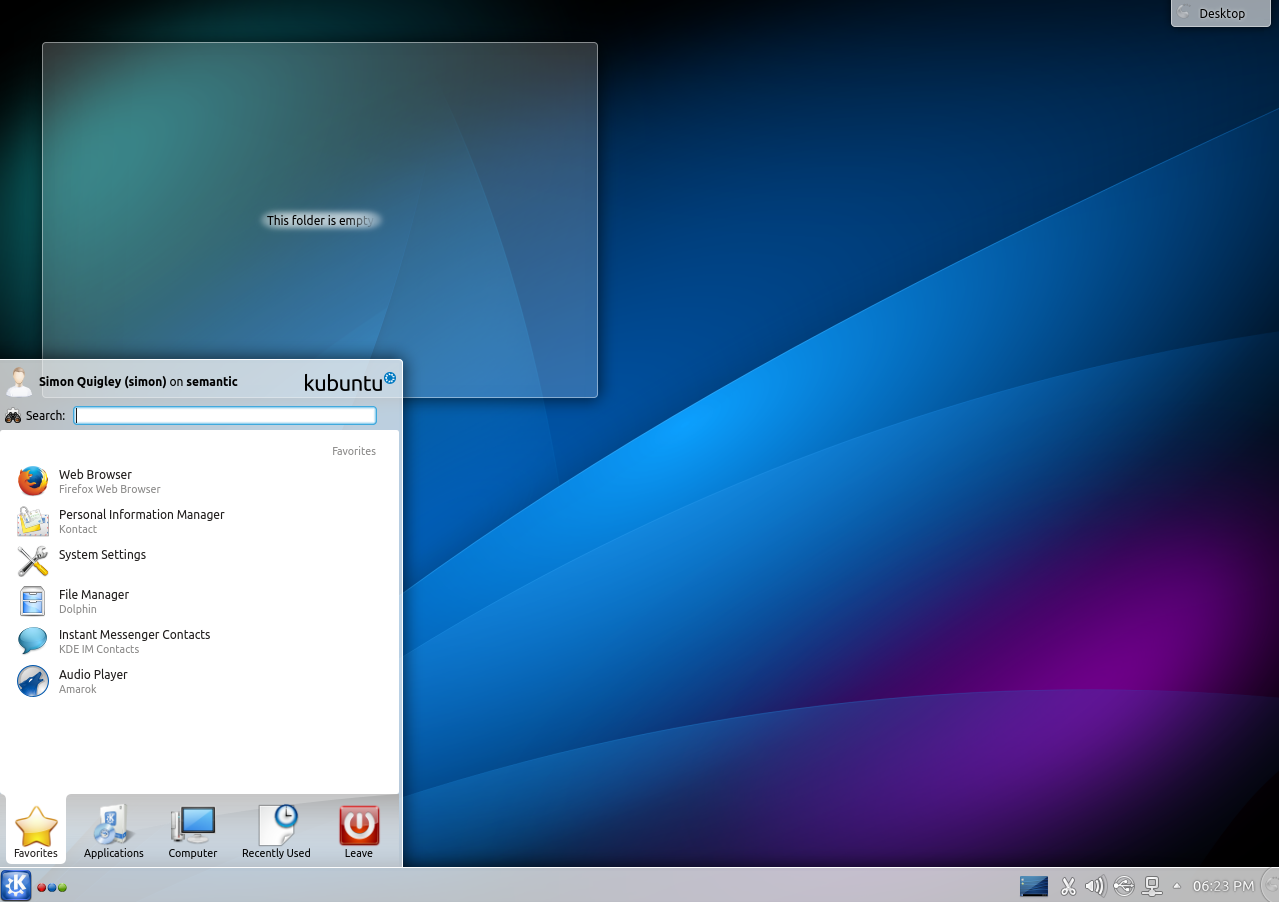 Desktop
This folder is empty
Simon Quigley (simon) on semantic
kubuntu
Search:
Favorites
Web Browser
Firefox Web Browser
Personal Information Manager
Kontact
System Settings
File Manager
Dolphin
Instant Messenger Contacts
KDE IM Contacts
Audio Player
Amarok
Favorites
Applications
Computer
Recently Used
Leave
06:23 PM